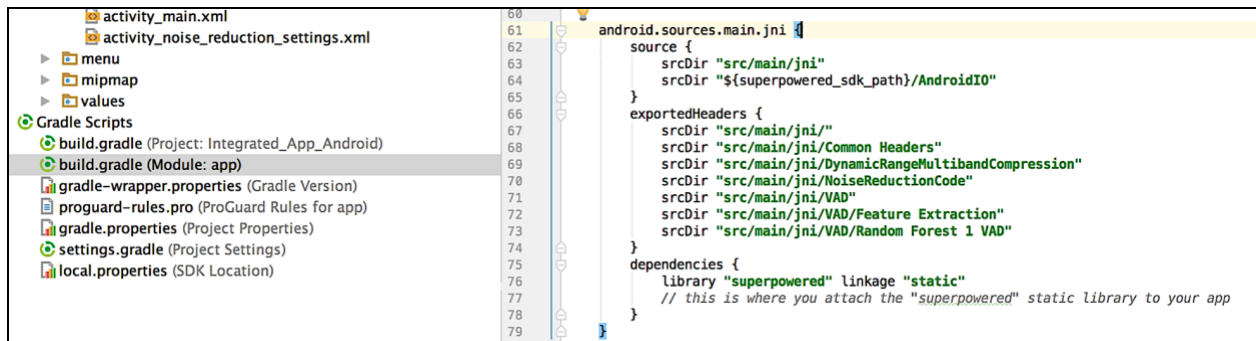 activity_main.xml
activity_noise_reduction_settings.xml
menu
mipmap
values
Gradle Scripts
build.gradle (Project: Integrated_App_Android)
build.gradle (Module: app)
gradle-wrapper.properties (Gradle Version)
proguard-rules.pro (ProGuard Rules for app)
gradle.properties (Project Properties)
settings.gradle (Project Settings)
local.properties (SDK Location)
60
61 android.sources.main.jni {
62 source {
63 srcDir "src/main/jni"
64 srcDir "${superpowered_sdk_path}/AndroidIO"
65 }
66 exportedHeaders {
67 srcDir "src/main/jni/"
68 srcDir "src/main/jni/Common Headers"
69 srcDir "src/main/jni/DynamicRangeMultibandCompression"
70 srcDir "src/main/jni/NoiseReductionCode"
71 srcDir "src/main/jni/VAD"
72 srcDir "src/main/jni/VAD/Feature Extraction"
73 srcDir "src/main/jni/VAD/Random Forest 1 VAD"
74 }
75 dependencies {
76 library "superpowered" linkage "static"
77 // this is where you attach the "superpowered" static library to your app
78 }
79 }